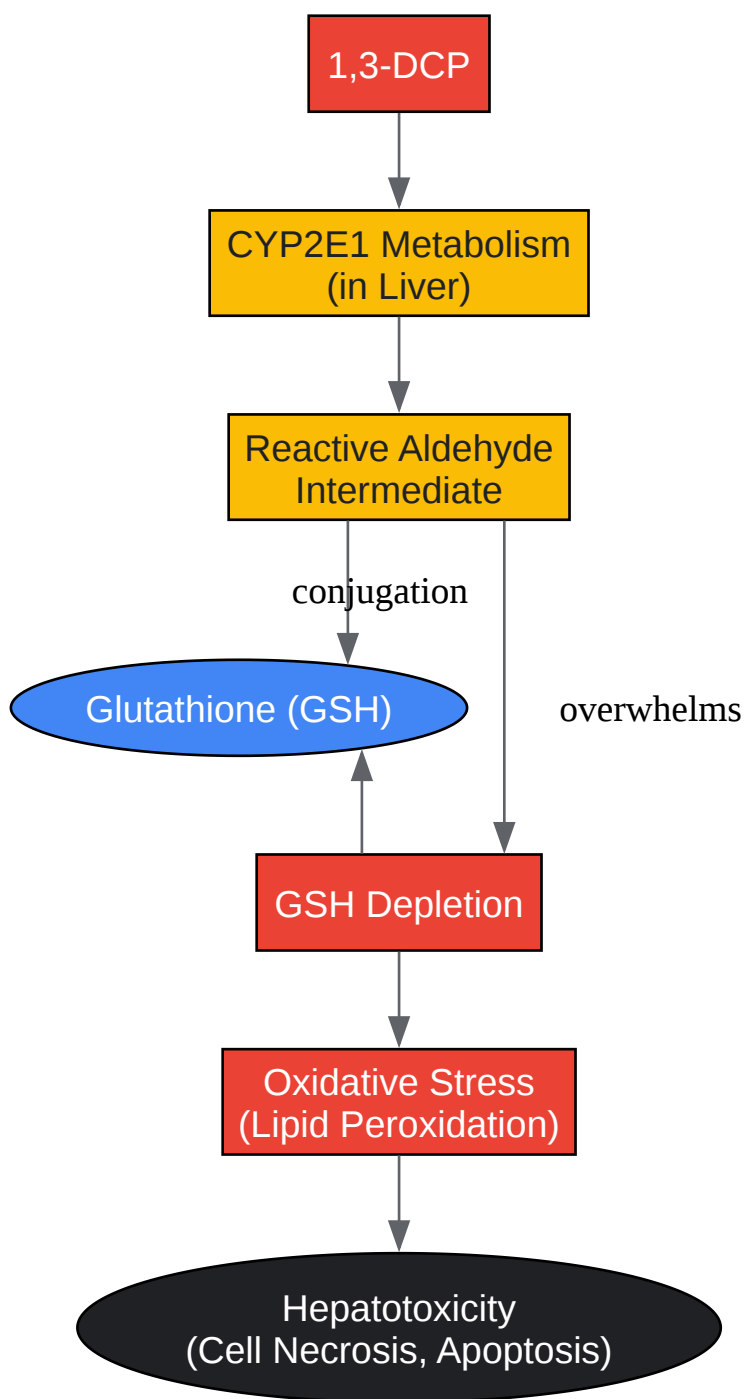 1,3-DCP
CYP2E1 Metabolism
(in Liver)
Reactive Aldehyde
Intermediate
conjugation
Glutathione (GSH)
overwhelms
GSH Depletion
Oxidative Stress
(Lipid Peroxidation)
Hepatotoxicity
(Cell Necrosis, Apoptosis)